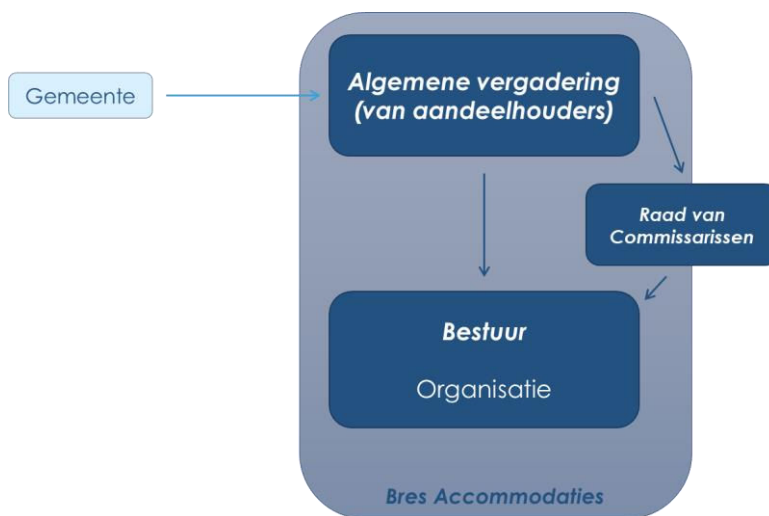 Gemeente
Algemene vergadering
(van aandeelhouders)
Raad van
Commissarissen
Bestuur
Organisatie
Bres Accommodaties